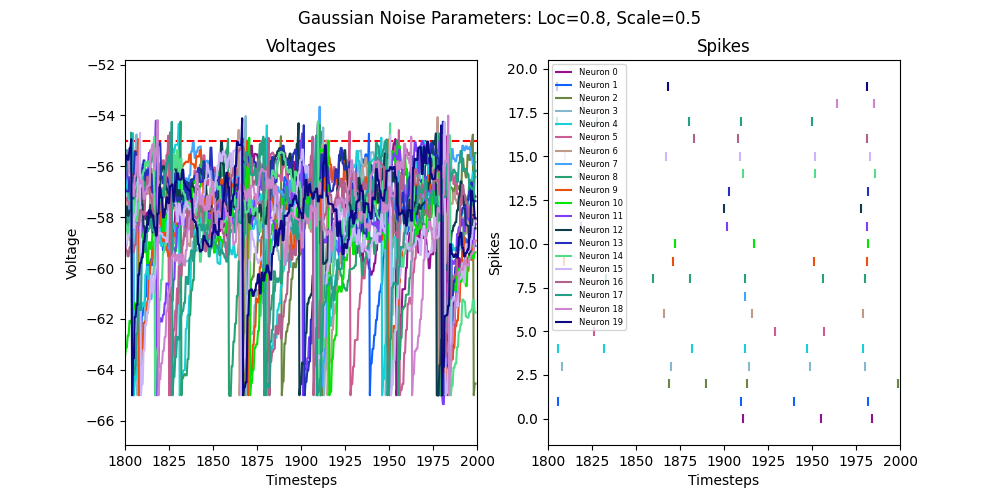 Gaussian Noise Parameters: Loc=0.8, Scale=0.5
Voltages
Spikes
−52
−54
−56
−58
−60
−62
−64
−66
Voltage
1800 1825 1850 1875 1900 1925 1950 1975 2000
Timesteps
20.0
17.5
15.0
12.5
10.0
7.5
5.0
2.5
0.0
Spikes
Neuron 0
Neuron 1
Neuron 2
Neuron 3
Neuron 4
Neuron 5
Neuron 6
Neuron 7
Neuron 8
Neuron 9
Neuron 10
Neuron 11
Neuron 12
Neuron 13
Neuron 14
Neuron 15
Neuron 16
Neuron 17
Neuron 18
Neuron 19
1800 1825 1850 1875 1900 1925 1950 1975 2000
Timesteps